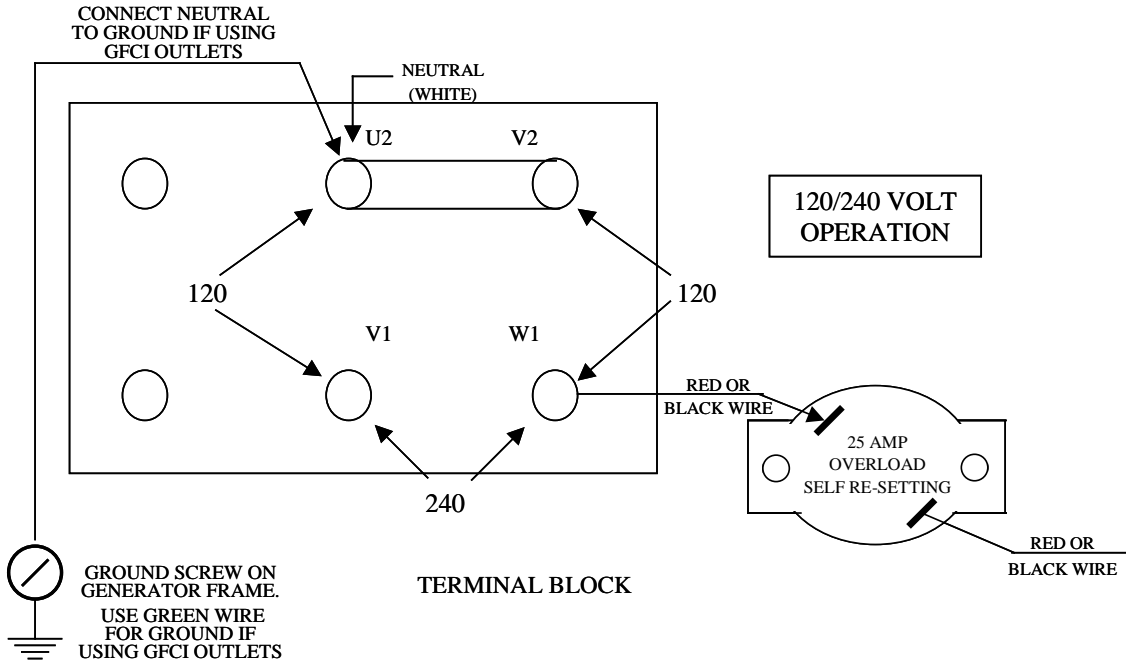 CONNECT NEUTRAL
TO GROUND IF USING
GFCI OUTLETS
NEUTRAL
(WHITE)
U2
V2
120/240 VOLT
OPERATION
120
120
V1
W1
RED OR
BLACK WIRE
25 AMP
OVERLOAD
SELF RE-SETTING
240
RED OR
BLACK WIRE
GROUND SCREW ON
GENERATOR FRAME.
USE GREEN WIRE
FOR GROUND IF
USING GFCI OUTLETS
TERMINAL BLOCK